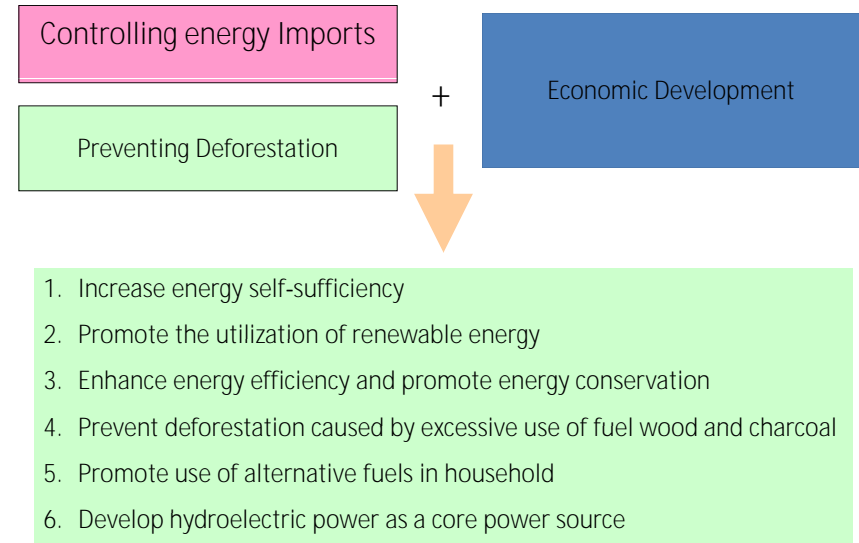 Controlling energy Imports
Preventing Deforestation
+
Economic Development
1. Increase energy self-sufficiency
2. Promote the utilization of renewable energy
3. Enhance energy efficiency and promote energy conservation
4. Prevent deforestation caused by excessive use of fuel wood and charcoal
5. Promote use of alternative fuels in household
6. Develop hydroelectric power as a core power source